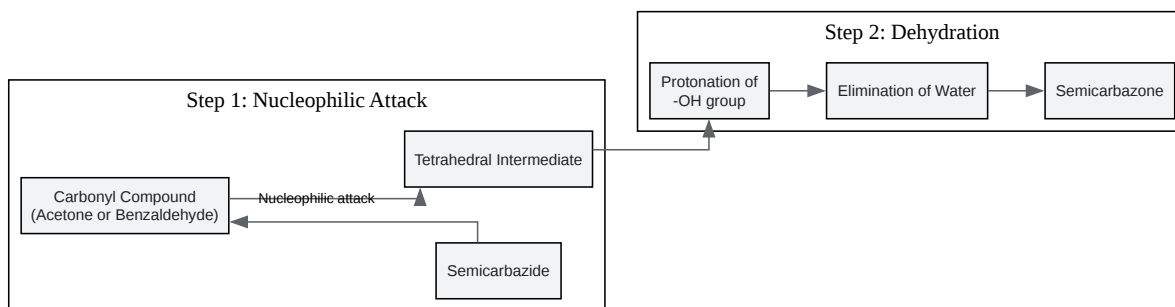 Step 1: Nucleophilic Attack
Carbonyl Compound
(Acetone or Benzaldehyde)
Nucleophilic attack
Tetrahedral Intermediate
Semicarbazide
Step 2: Dehydration
Protonation of
-OH group
Elimination of Water
Semicarbazone